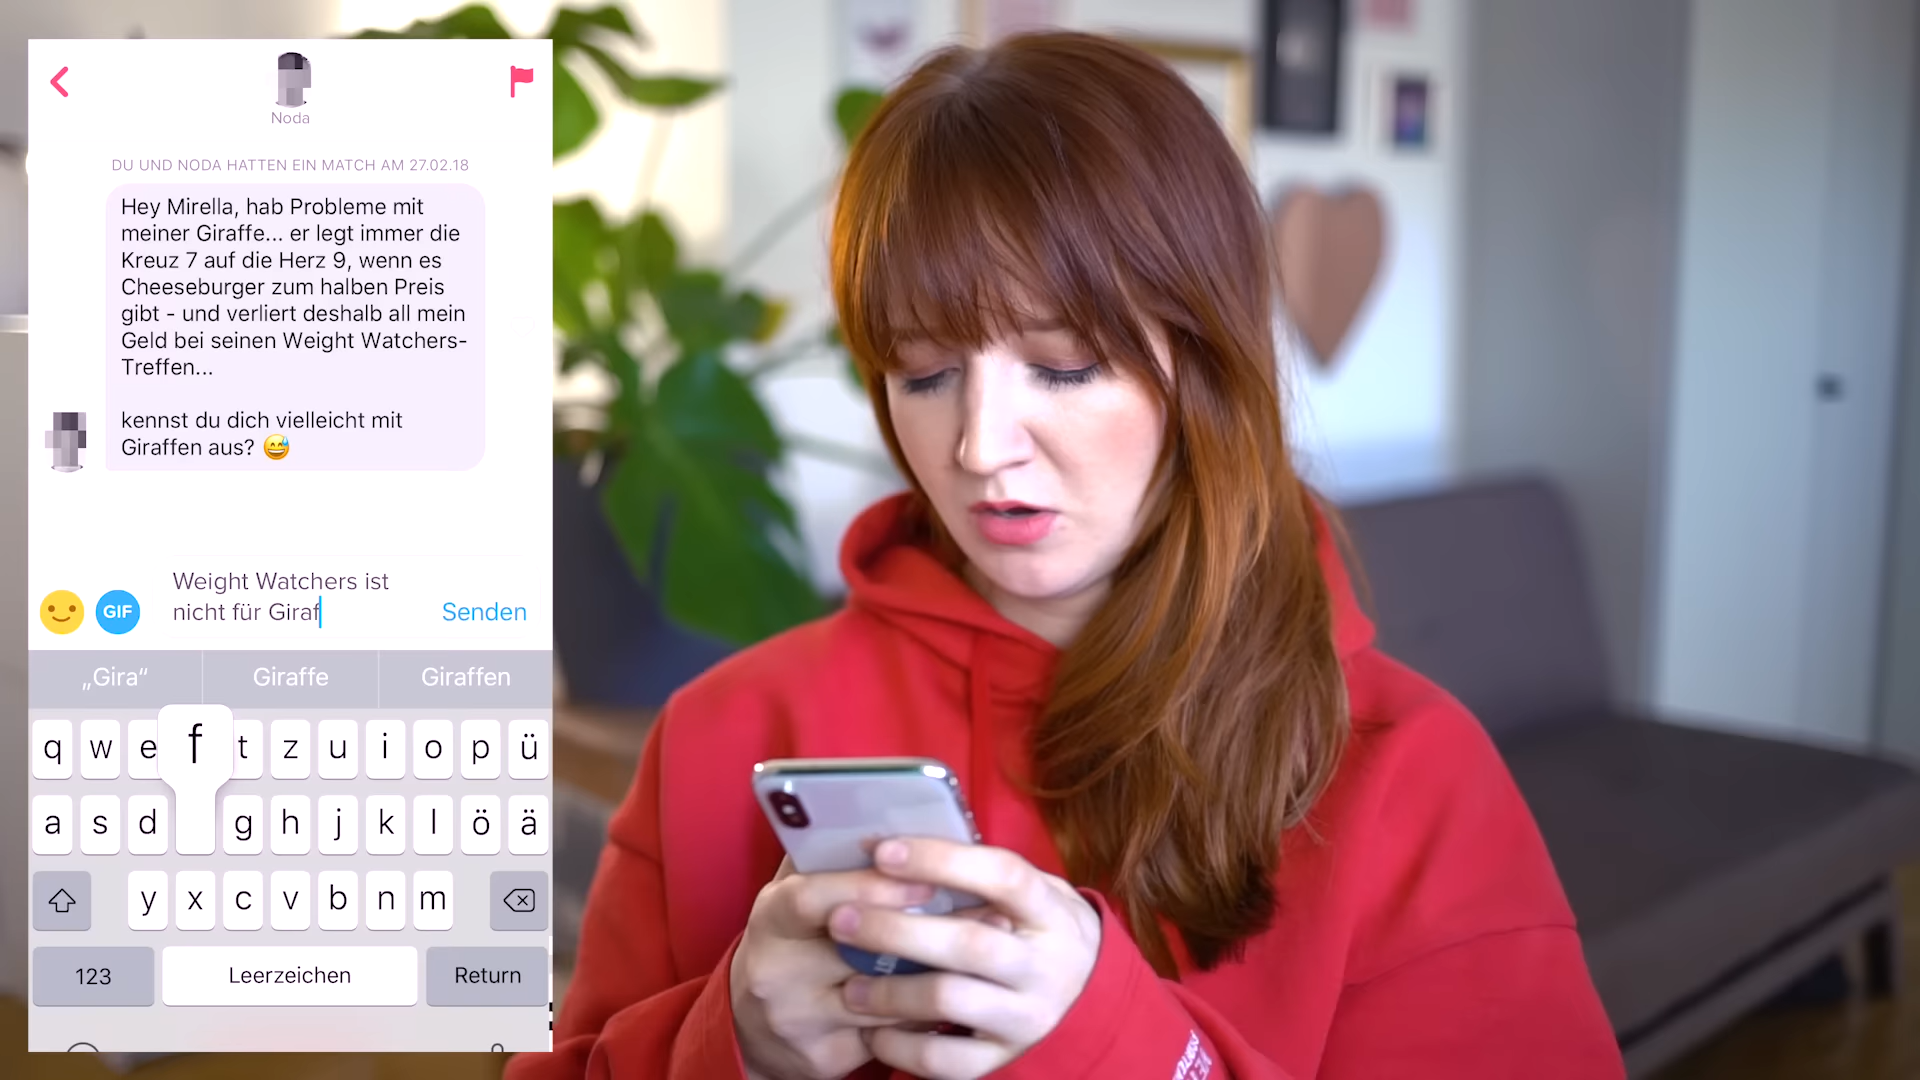 Noda
DU UND NODA HATTEN EIN MATCH AM 27.02.18
Hey Mirella, hab Probleme mit
meiner Giraffe... er legt immer die
Kreuz 7 auf die Herz 9, wenn es
Cheeseburger zum halben Preis
gibt - und verliert deshalb all mein
Geld bei seinen Weight Watchers-
Treffen...
kennst du dich vielleicht mit
Giraffen aus? 😅
Weight Watchers ist
nicht für Giraf
GIF
Senden
„Gira“ Giraffe Giraffen
q w e f t z u i o p ü
a s d g h j k l ö ä
y x c v b n m
123 Leerzeichen Return